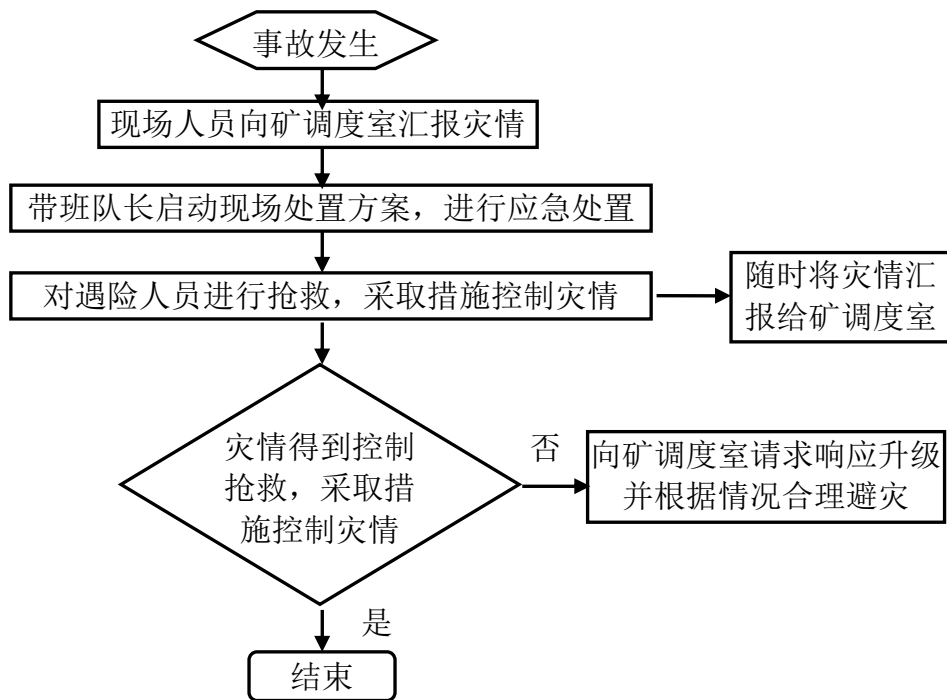 事故发生
现场人员向矿调度室汇报灾情
带班队长启动现场处置方案，进行应急处置
对遇险人员进行抢救，采取措施控制灾情
随时将灾情汇
报给矿调度室
灾情得到控制
抢救，采取措
施控制灾情
否
向矿调度室请求响应升级
并根据情况合理避灾
是
结束